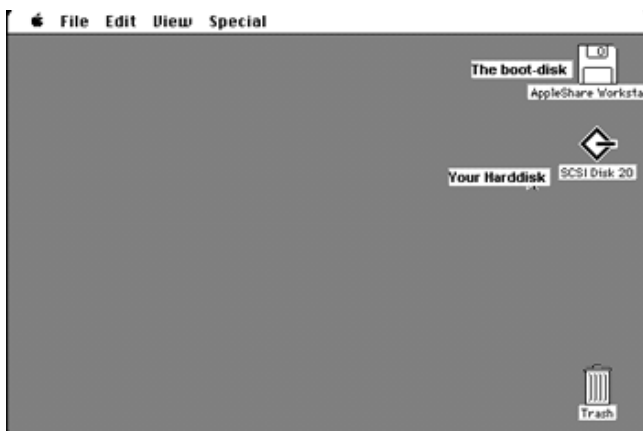 File Edit View Special
The boot-disk
AppleShare Worksta
SCSI Disk 20
Your Harddisk
Trash